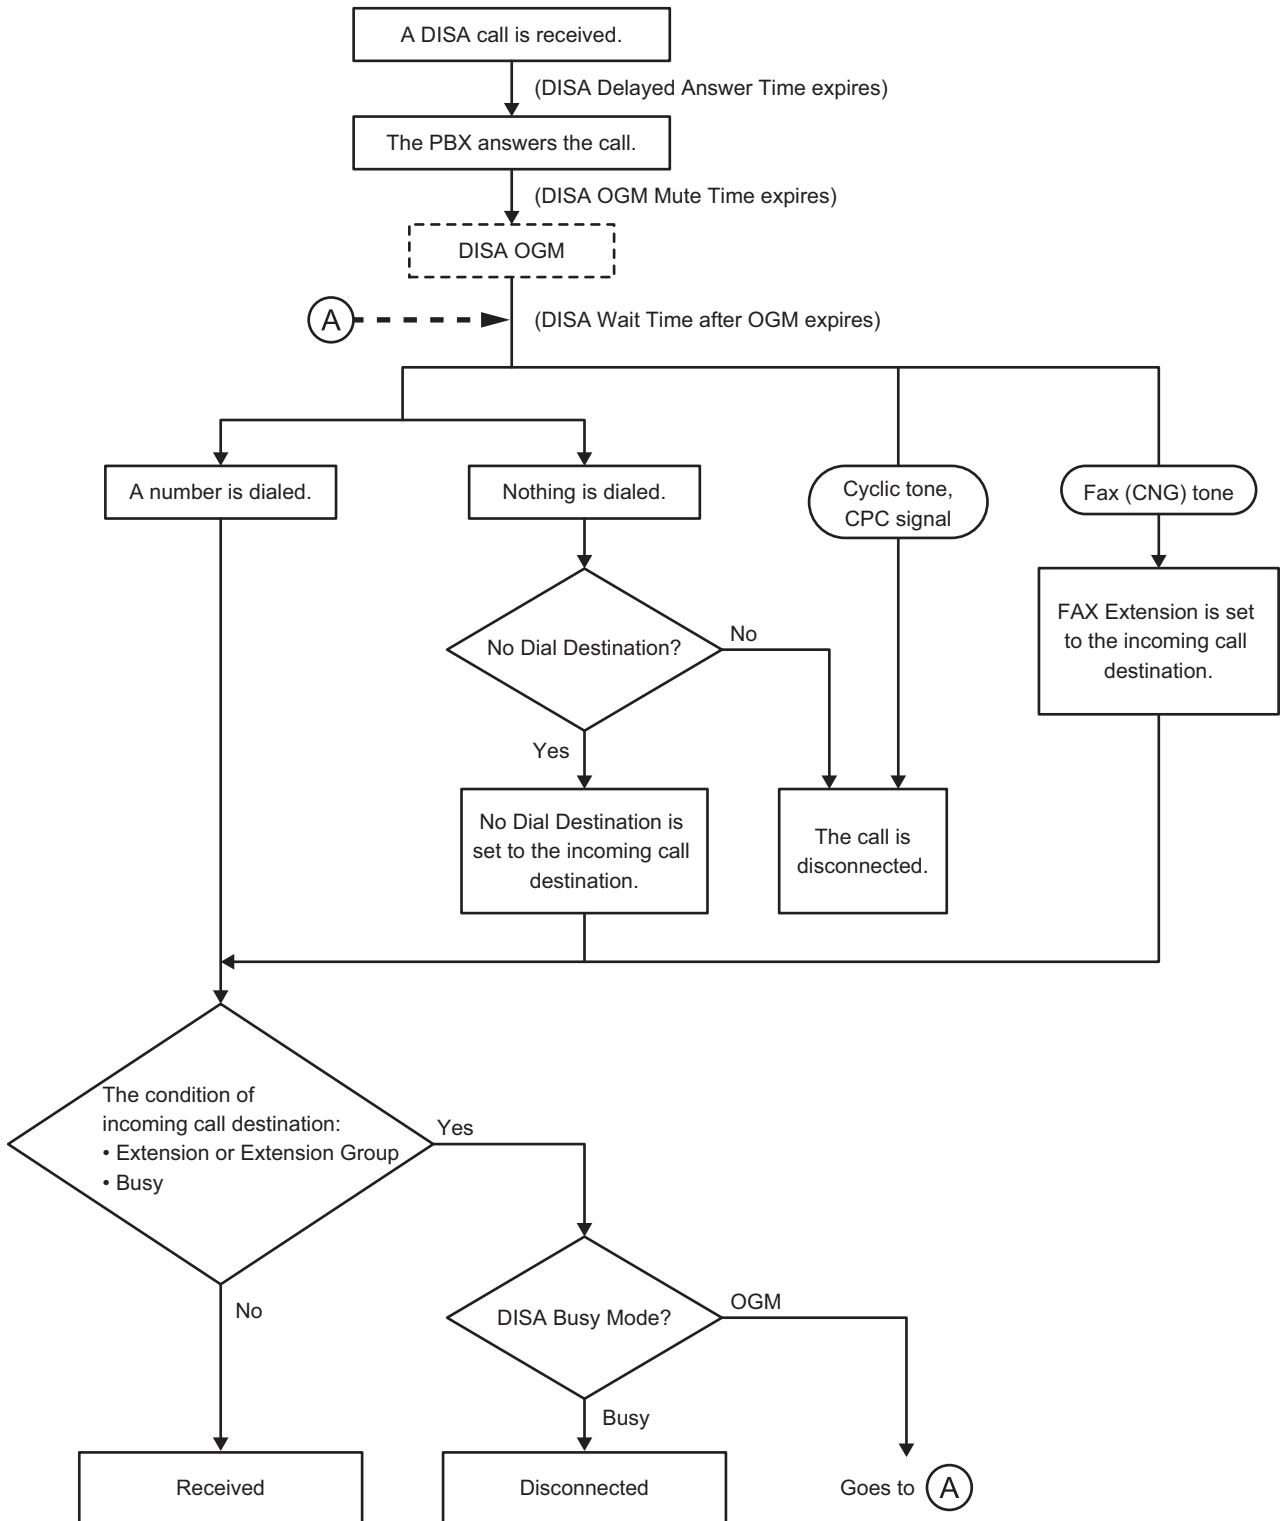 A DISA call is received.
(DISA Delayed Answer Time expires)
The PBX answers the call.
(DISA OGM Mute Time expires)
DISA OGM
A
(DISA Wait Time after OGM expires)
A number is dialed.
Nothing is dialed.
Cyclic tone,
CPC signal
Fax (CNG) tone
FAX Extension is set
to the incoming call
destination.
No Dial Destination?
No
Yes
No Dial Destination is
set to the incoming call
destination.
The call is
disconnected.
The condition of
incoming call destination:
• Extension or Extension Group
• Busy
Yes
No
DISA Busy Mode?
OGM
Busy
Received
Disconnected
Goes to A